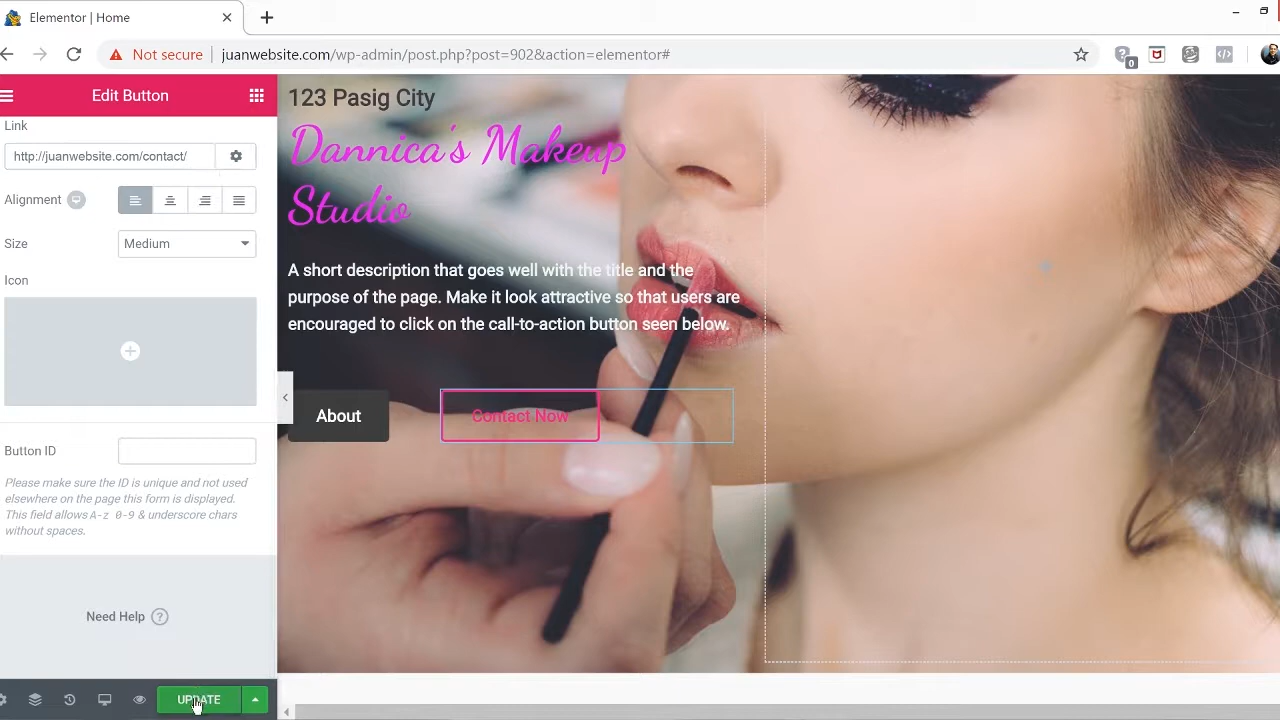 Elementor | Home
Not secure
juanwebsite.com/wp-admin/post.php?post=902&action=elementor#
0
Edit Button
Link
http://juanwebsite.com/contact/
Alignment
Size
Medium
Icon
Button ID
Please make sure the ID is unique and not used
elsewhere on the page this form is displayed.
This field allows A-z 0-9 & underscore chars
without spaces.
Need Help ?
UPDATE
123 Pasig City
Dannica's Makeup
Studio
A short description that goes well with the title and the
purpose of the page. Make it look attractive so that users are
encouraged to click on the call-to-action button seen below.
About
Contact Now